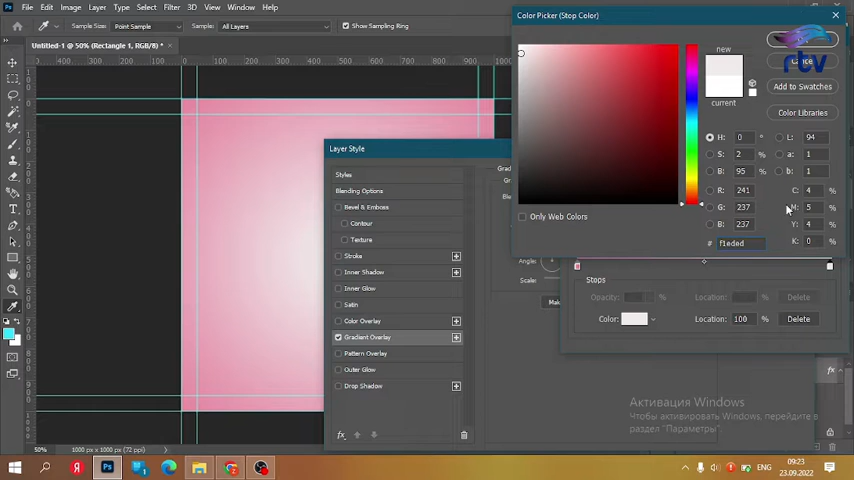 File Edit Image Layer Type Select Filter 3D View Window Help
Sample: Point Sample Sample: All Layers Show Sampling Ring
Untitled-1 @ 50% (Rectangle 1, RGB/8) *
Color Picker (Stop Color)
new
current
Cancel
Add to Swatches
Color Libraries
H: 0 °
S: 2 %
B: 95 %
R: 241
G: 237
B: 237
# f1eded
L: 94
a: 1
b: 1
C: 4 %
M: 5 %
Y: 4 %
K: 0 %
Only Web Colors
rtv
Layer Style
Styles
Blending Options
Bevel & Emboss
Contour
Texture
Stroke
Inner Shadow
Inner Glow
Satin
Color Overlay
Gradient Overlay
Pattern Overlay
Outer Glow
Drop Shadow
fx
Angle:
Scale:
Stops
Opacity: % Location: % Delete
Color: Location: 100 % Delete
fx
Активация Windows
Чтобы активировать Windows, перейдите в
раздел "Параметры".
50% 1000 px x 1000 px (72 ppi)
Я Ps
ENG 09:23
23.09.2022